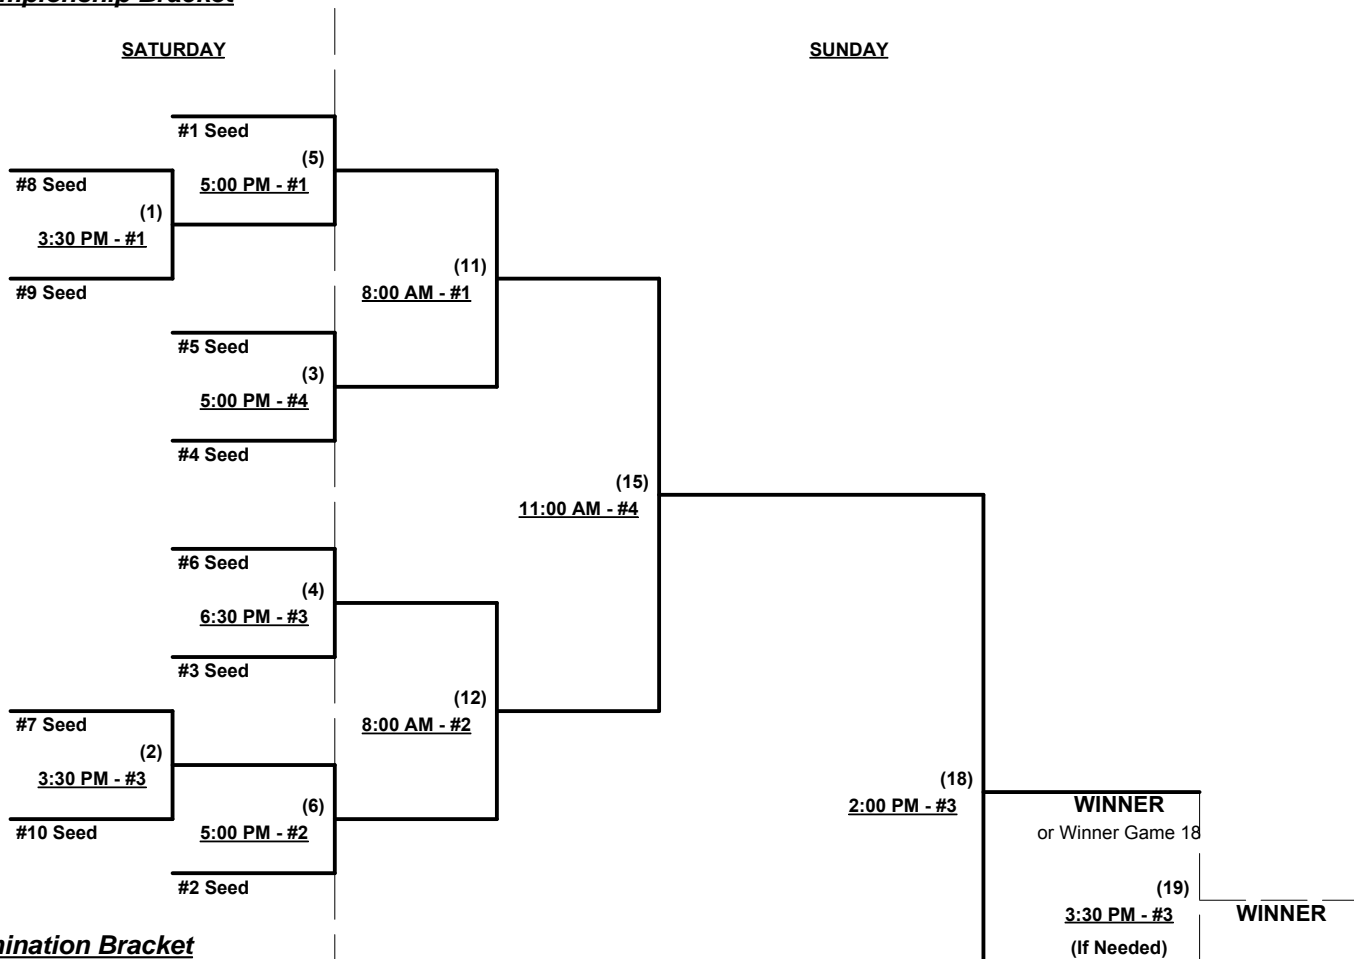 SATURDAY
SUNDAY
#1 Seed
(5)
#8 Seed
5:00 PM - #1
(1)
3:30 PM - #1
(11)
#9 Seed
8:00 AM - #1
#5 Seed
(3)
5:00 PM - #4
#4 Seed
(15)
11:00 AM - #4
#6 Seed
(4)
6:30 PM - #3
#3 Seed
(12)
#7 Seed
8:00 AM - #2
(2)
3:30 PM - #3
(18)
(6)
2:00 PM - #3
WINNER
#10 Seed
5:00 PM - #2
or Winner Game 18
#2 Seed
(19)
3:30 PM - #3
WINNER
Bracket
(If Needed)